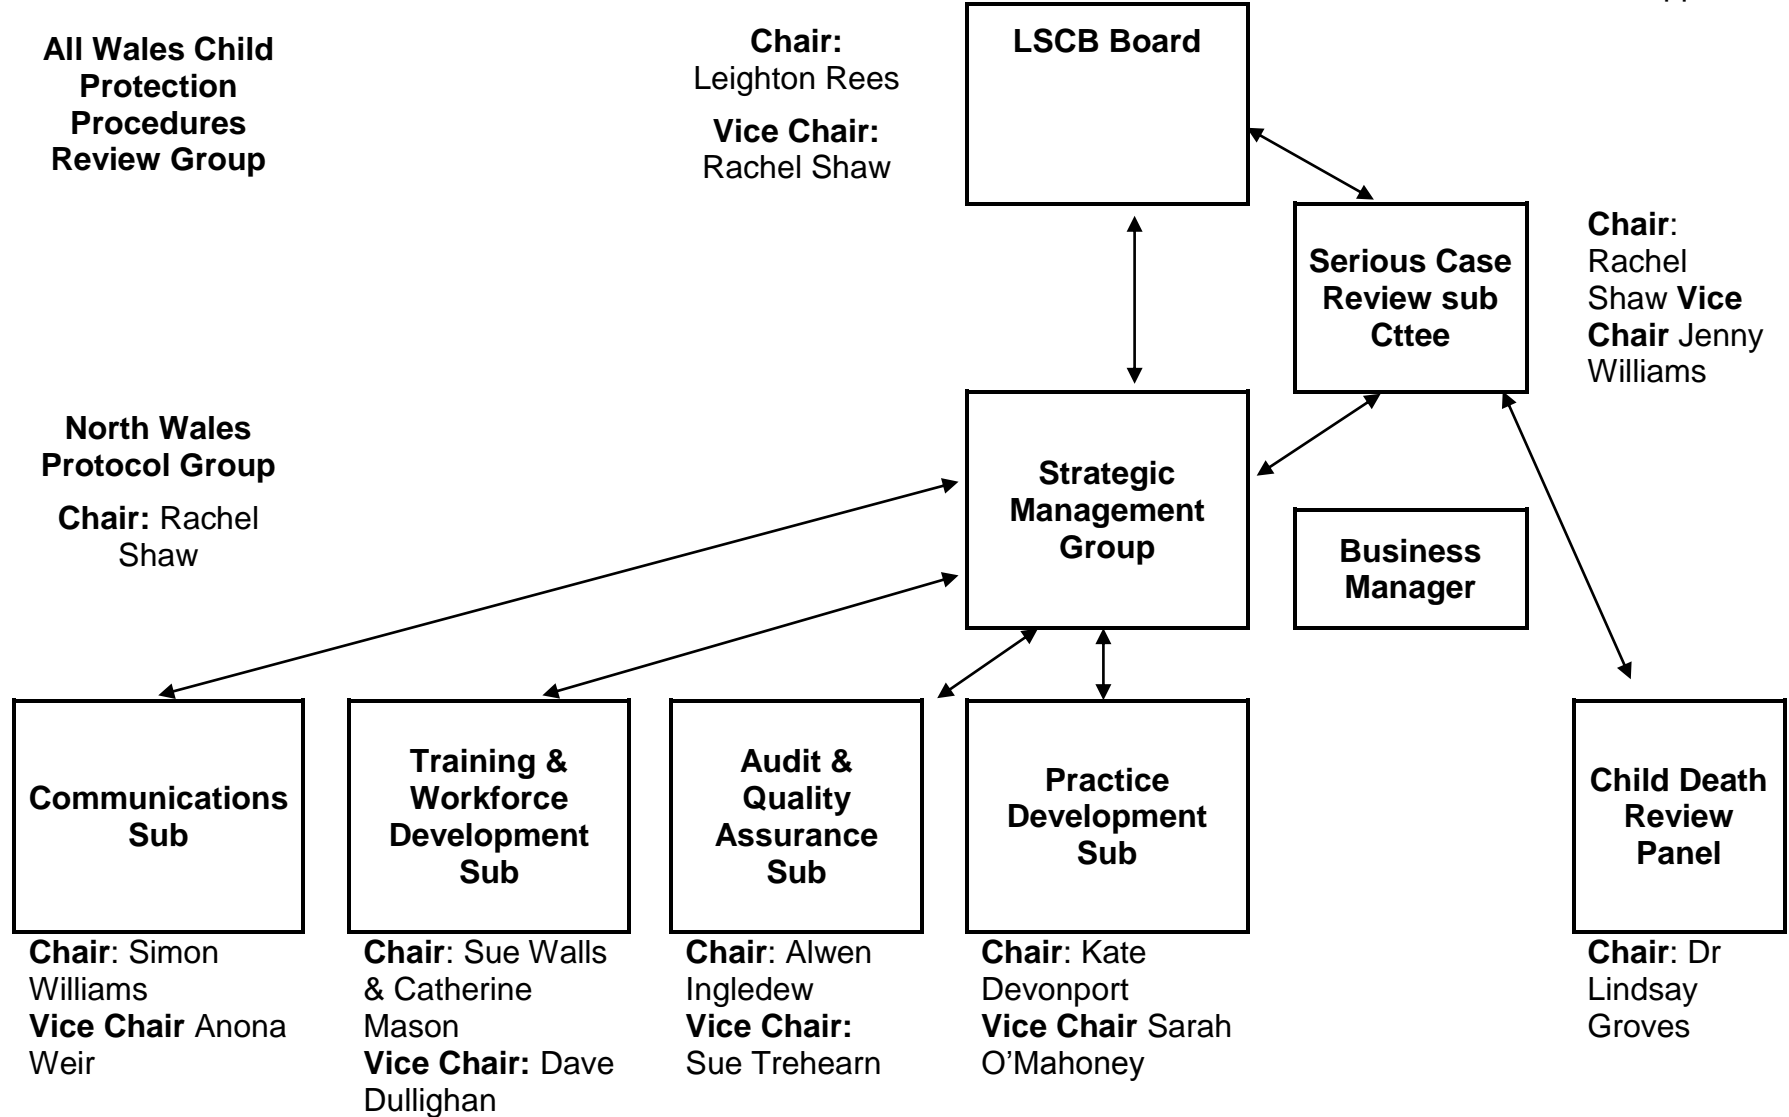 All Wales Child
Protection
Procedures
Review Group
Chair:
Leighton Rees
Vice Chair:
Rachel Shaw
LSCB Board
Serious Case
Review sub
Cttee
Chair:
Rachel
Shaw Vice
Chair Jenny
Williams
North Wales
Protocol Group
Chair: Rachel
Shaw
Strategic
Management
Group
Business
Manager
Communications
Sub
Training &
Workforce
Development
Sub
Audit &
Quality
Assurance
Sub
Practice
Development
Sub
Child Death
Review
Panel
Chair: Simon
Williams
Vice Chair Anona
Weir
Chair: Sue Walls
& Catherine
Mason
Vice Chair: Dave
Dullighan
Chair: Alwen
Ingledew
Vice Chair:
Sue Trehearn
Chair: Kate
Devonport
Vice Chair Sarah
O’Mahoney
Chair: Dr
Lindsay
Groves